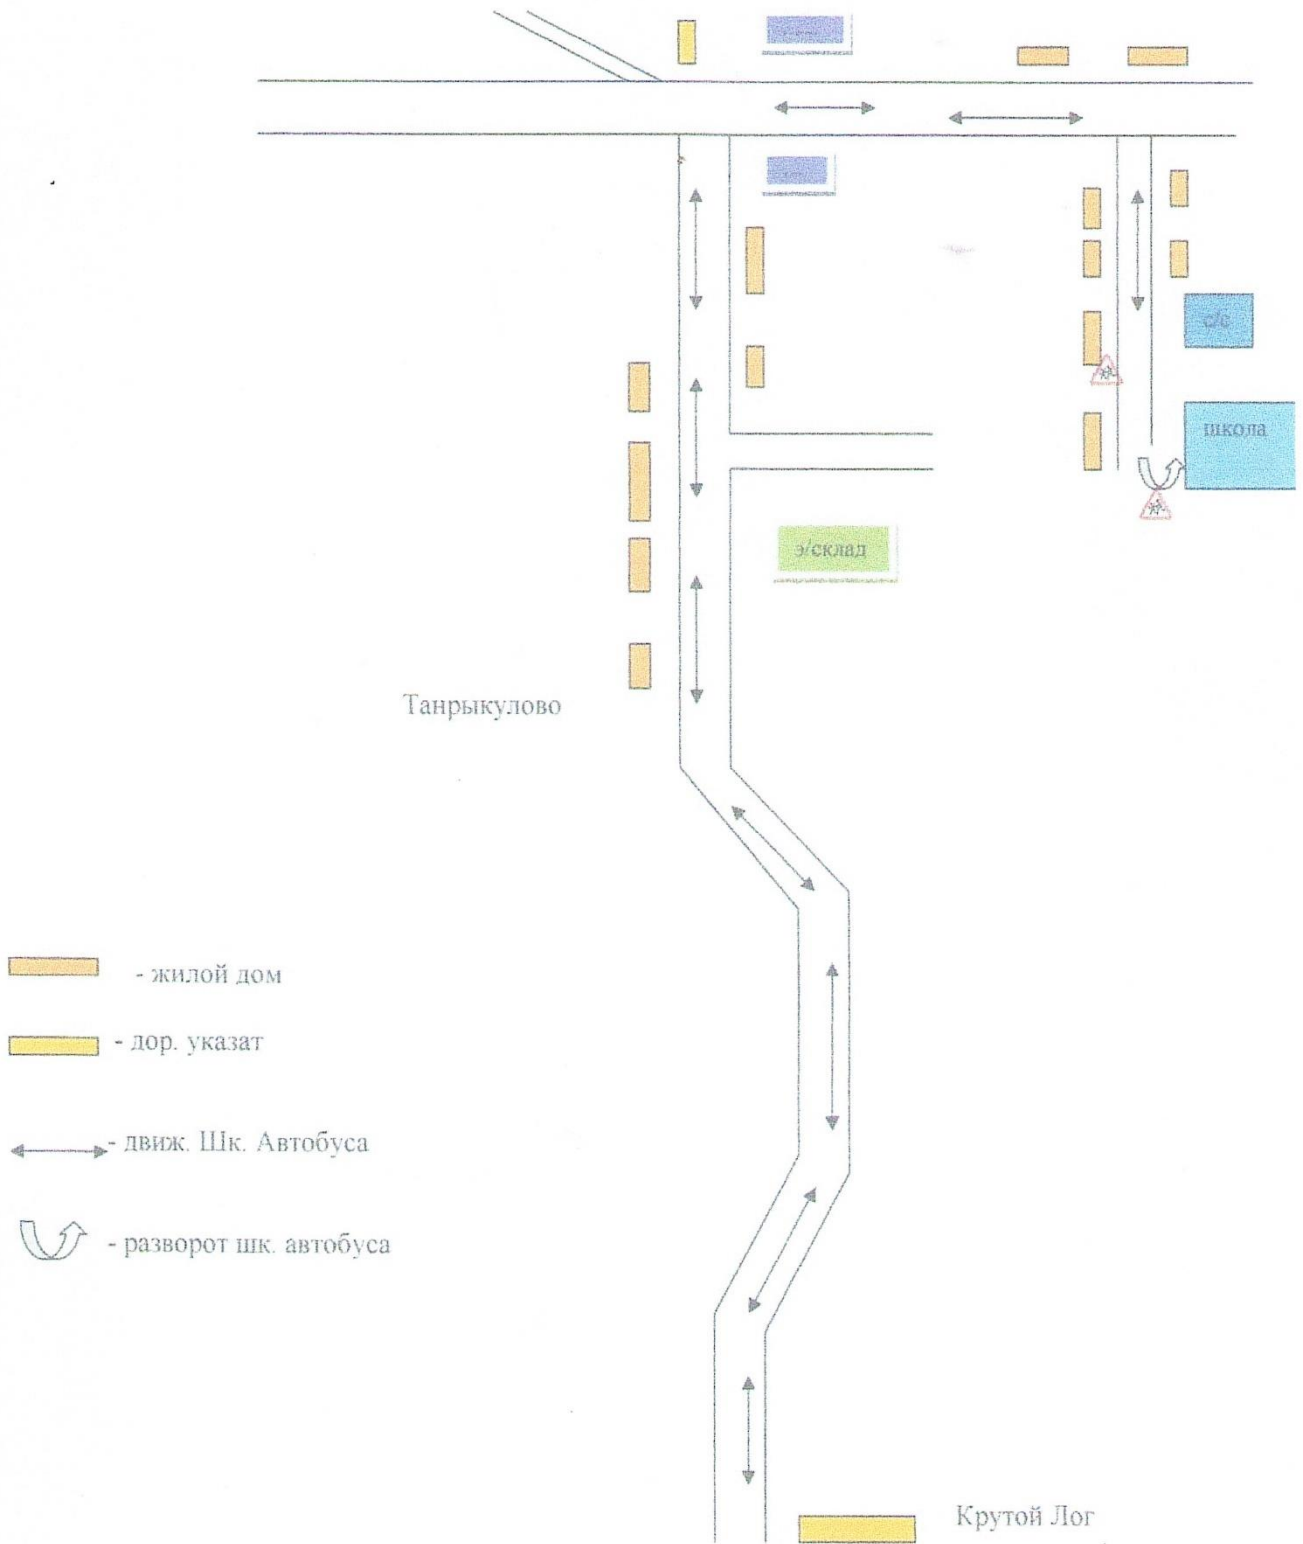 с/с
школа
э/склад
Танрыкулово
- жилой дом
- дор. указат
- движ. Шк. Автобуса
- разворот шк. автобуса
Крутой Лог